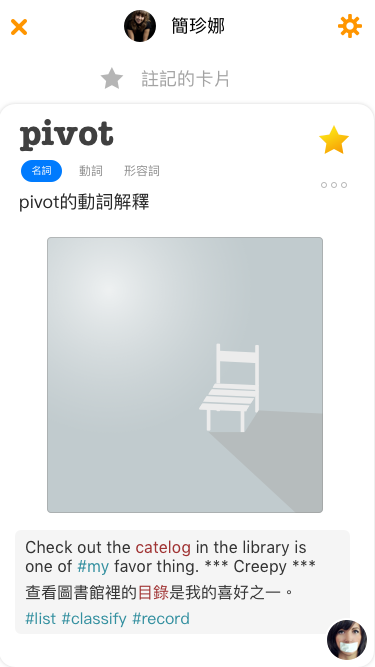 簡珍娜
註記的卡片
pivot
名詞 動詞 形容詞
pivot的動詞解釋
Check out the catelog in the library is
one of #my favor thing. *** Creepy ***
查看圖書館裡的目錄是我的喜好之一。
#list #classify #record